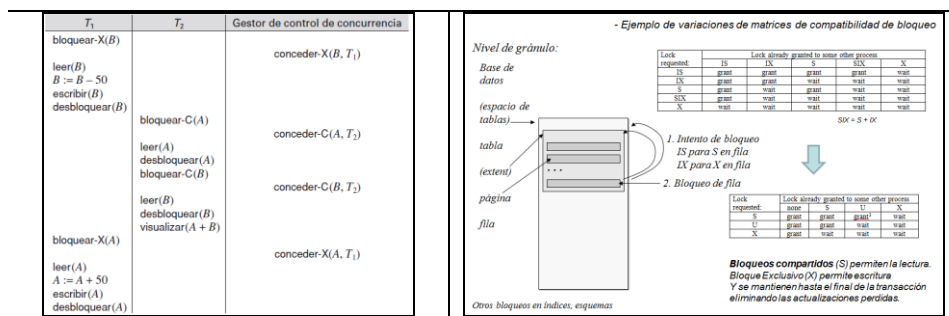 T₁ T₂ Gestor de control de concurrencia
bloquear-X(B)
conceder-X(B, T₁)
leer(B)
B := B – 50
escribir(B)
desbloquear(B)
bloquear-C(A)
conceder-C(A, T₂)
leer(A)
desbloquear(A)
bloquear-C(B)
conceder-C(B, T₂)
leer(B)
desbloquear(B)
visualizar(A + B)
bloquear-X(A)
conceder-X(A, T₁)
leer(A)
A := A + 50
escribir(A)
desbloquear(A)
- Ejemplo de variaciones de matrices de compatibilidad de bloqueo
Nivel de gránulo:
Base de
datos
(espacio de
tablas)
tabla
(extent)
página
fila
Lock Lock already granted to some other process
requested: IS IX S SIX X
IS grant grant grant grant wait
IX grant grant wait wait wait
S grant wait grant wait wait
SIX grant wait wait wait wait
X wait wait wait wait wait
SIX = S + IX
1. Intento de bloqueo
IS para S en fila
IX para X en fila
2. Bloqueo de fila
Lock Lock already granted to some other process
requested: none S U X
S grant grant grant³ wait
U grant grant wait wait
X grant wait wait wait
Bloqueos compartidos (S) permiten la lectura.
Bloque Exclusivo (X) permite escritura
Y se mantienen hasta el final de la transacción
eliminando las actualizaciones perdidas.
Otros bloqueos en índices, esquemas